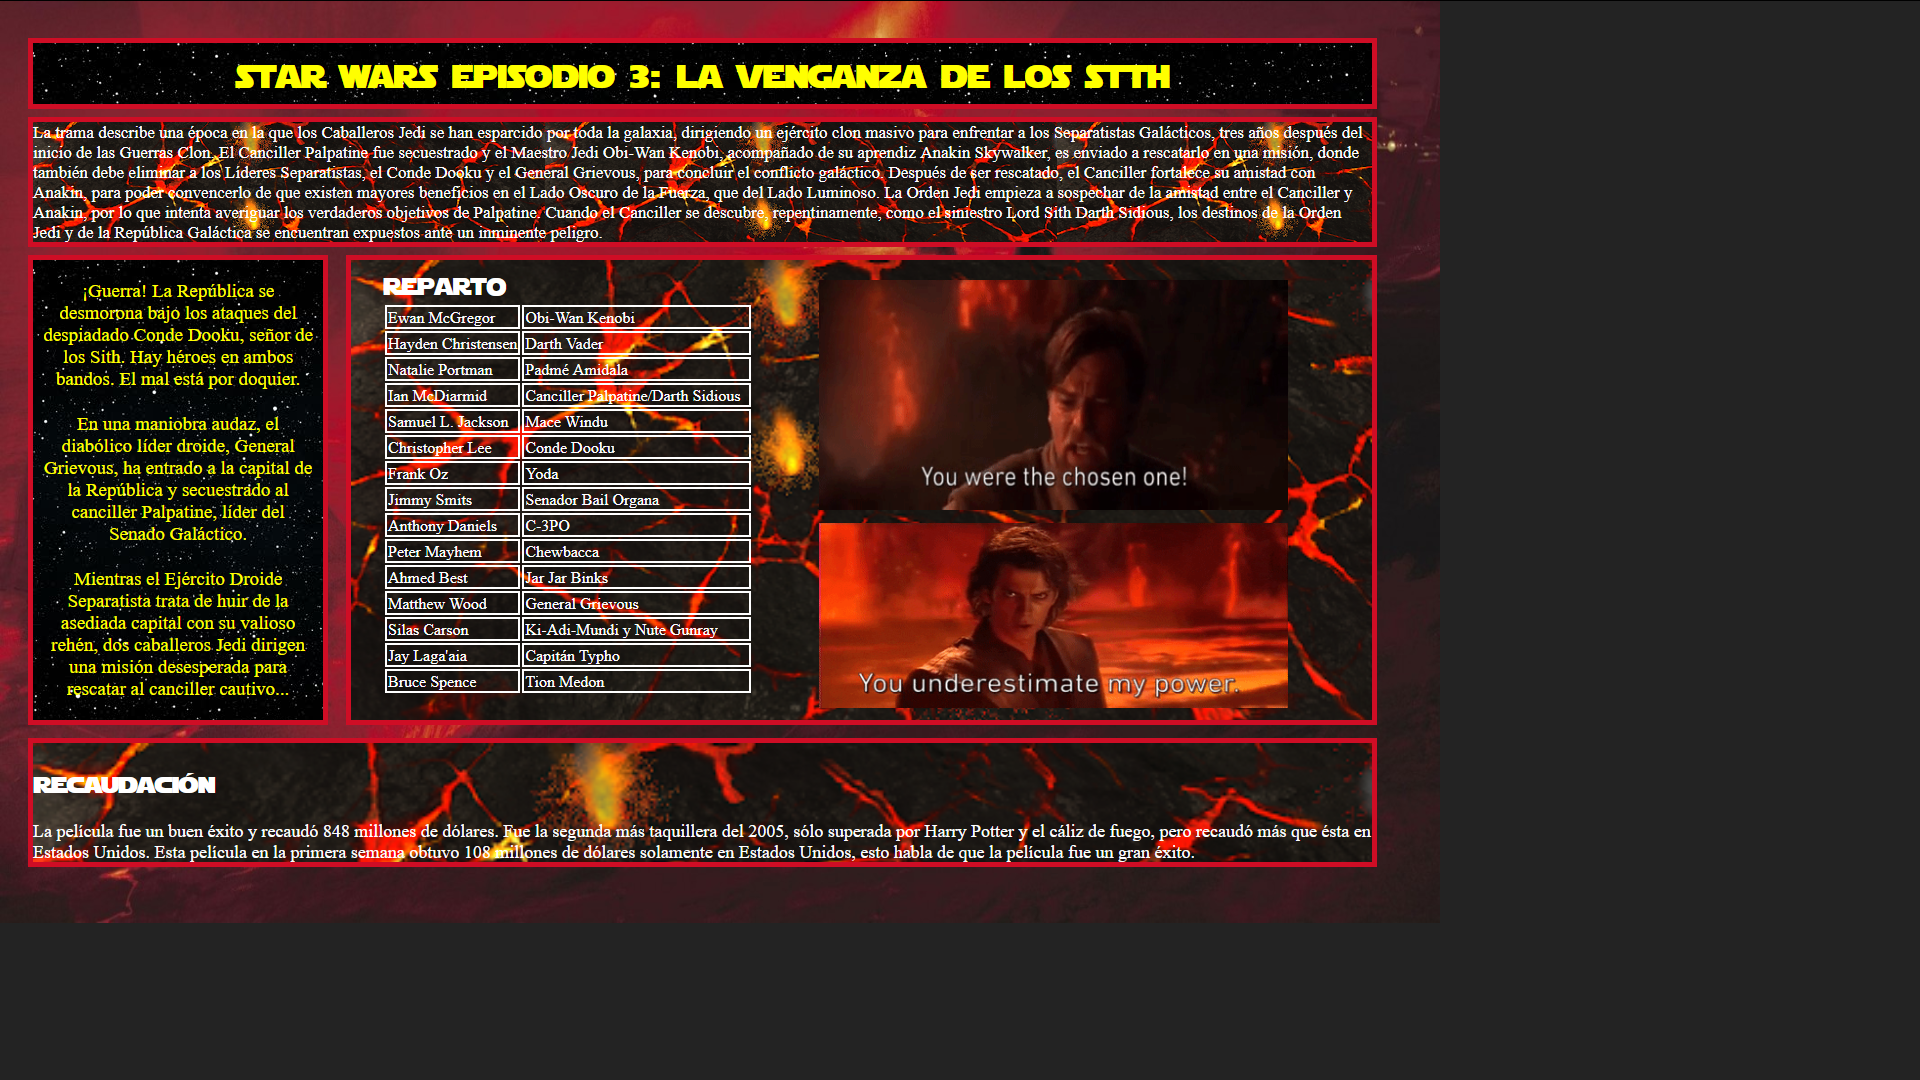 STAR WARS EPISODIO 3: LA VENGANZA DE LOS SITH
La trama describe una época en la que los Caballeros Jedi se han esparcido por toda la galaxia, dirigiendo un ejército clon masivo para enfrentar a los Separatistas Galácticos, tres años después del
inicio de las Guerras Clon. El Canciller Palpatine fue secuestrado y el Maestro Jedi Obi-Wan Kenobi, acompañado de su aprendiz Anakin Skywalker, es enviado a rescatarlo en una misión, donde
también debe eliminar a los Líderes Separatistas, el Conde Dooku y el General Grievous, para concluir el conflicto galáctico. Después de ser rescatado, el Canciller fortalece su amistad con
Anakin, para poder convencerlo de que existen mayores beneficios en el Lado Oscuro de la Fuerza, que del Lado Luminoso. La Orden Jedi empieza a sospechar de la amistad entre el Canciller y
Anakin, por lo que intenta averiguar los verdaderos objetivos de Palpatine. Cuando el Canciller se descubre, repentinamente, como el siniestro Lord Sith Darth Sidious, los destinos de la Orden
Jedi y de la República Galáctica se encuentran expuestos ante un inminente peligro.
¡Guerra! La República se
desmorona bajo los ataques del
despiadado Conde Dooku, señor de
los Sith. Hay héroes en ambos
bandos. El mal está por doquier.
En una maniobra audaz, el
diabólico líder droide, General
Grievous, ha entrado a la capital de
la República y secuestrado al
canciller Palpatine, líder del
Senado Galáctico.
Mientras el Ejército Droide
Separatista trata de huir de la
asediada capital con su valioso
rehén, dos caballeros Jedi dirigen
una misión desesperada para
rescatar al canciller cautivo...
REPARTO
Ewan McGregor Obi-Wan Kenobi
Hayden Christensen Darth Vader
Natalie Portman Padmé Amidala
Ian McDiarmid Canciller Palpatine/Darth Sidious
Samuel L. Jackson Mace Windu
Christopher Lee Conde Dooku
Frank Oz Yoda
Jimmy Smits Senador Bail Organa
Anthony Daniels C-3PO
Peter Mayhem Chewbacca
Ahmed Best Jar Jar Binks
Matthew Wood General Grievous
Silas Carson Ki-Adi-Mundi y Nute Gunray
Jay Laga'aia Capitán Typho
Bruce Spence Tion Medon
You were the chosen one!
You underestimate my power.
RECAUDACIÓN
La película fue un buen éxito y recaudó 848 millones de dólares. Fue la segunda más taquillera del 2005, sólo superada por Harry Potter y el cáliz de fuego, pero recaudó más que ésta en
Estados Unidos. Esta película en la primera semana obtuvo 108 millones de dólares solamente en Estados Unidos, esto habla de que la película fue un gran éxito.